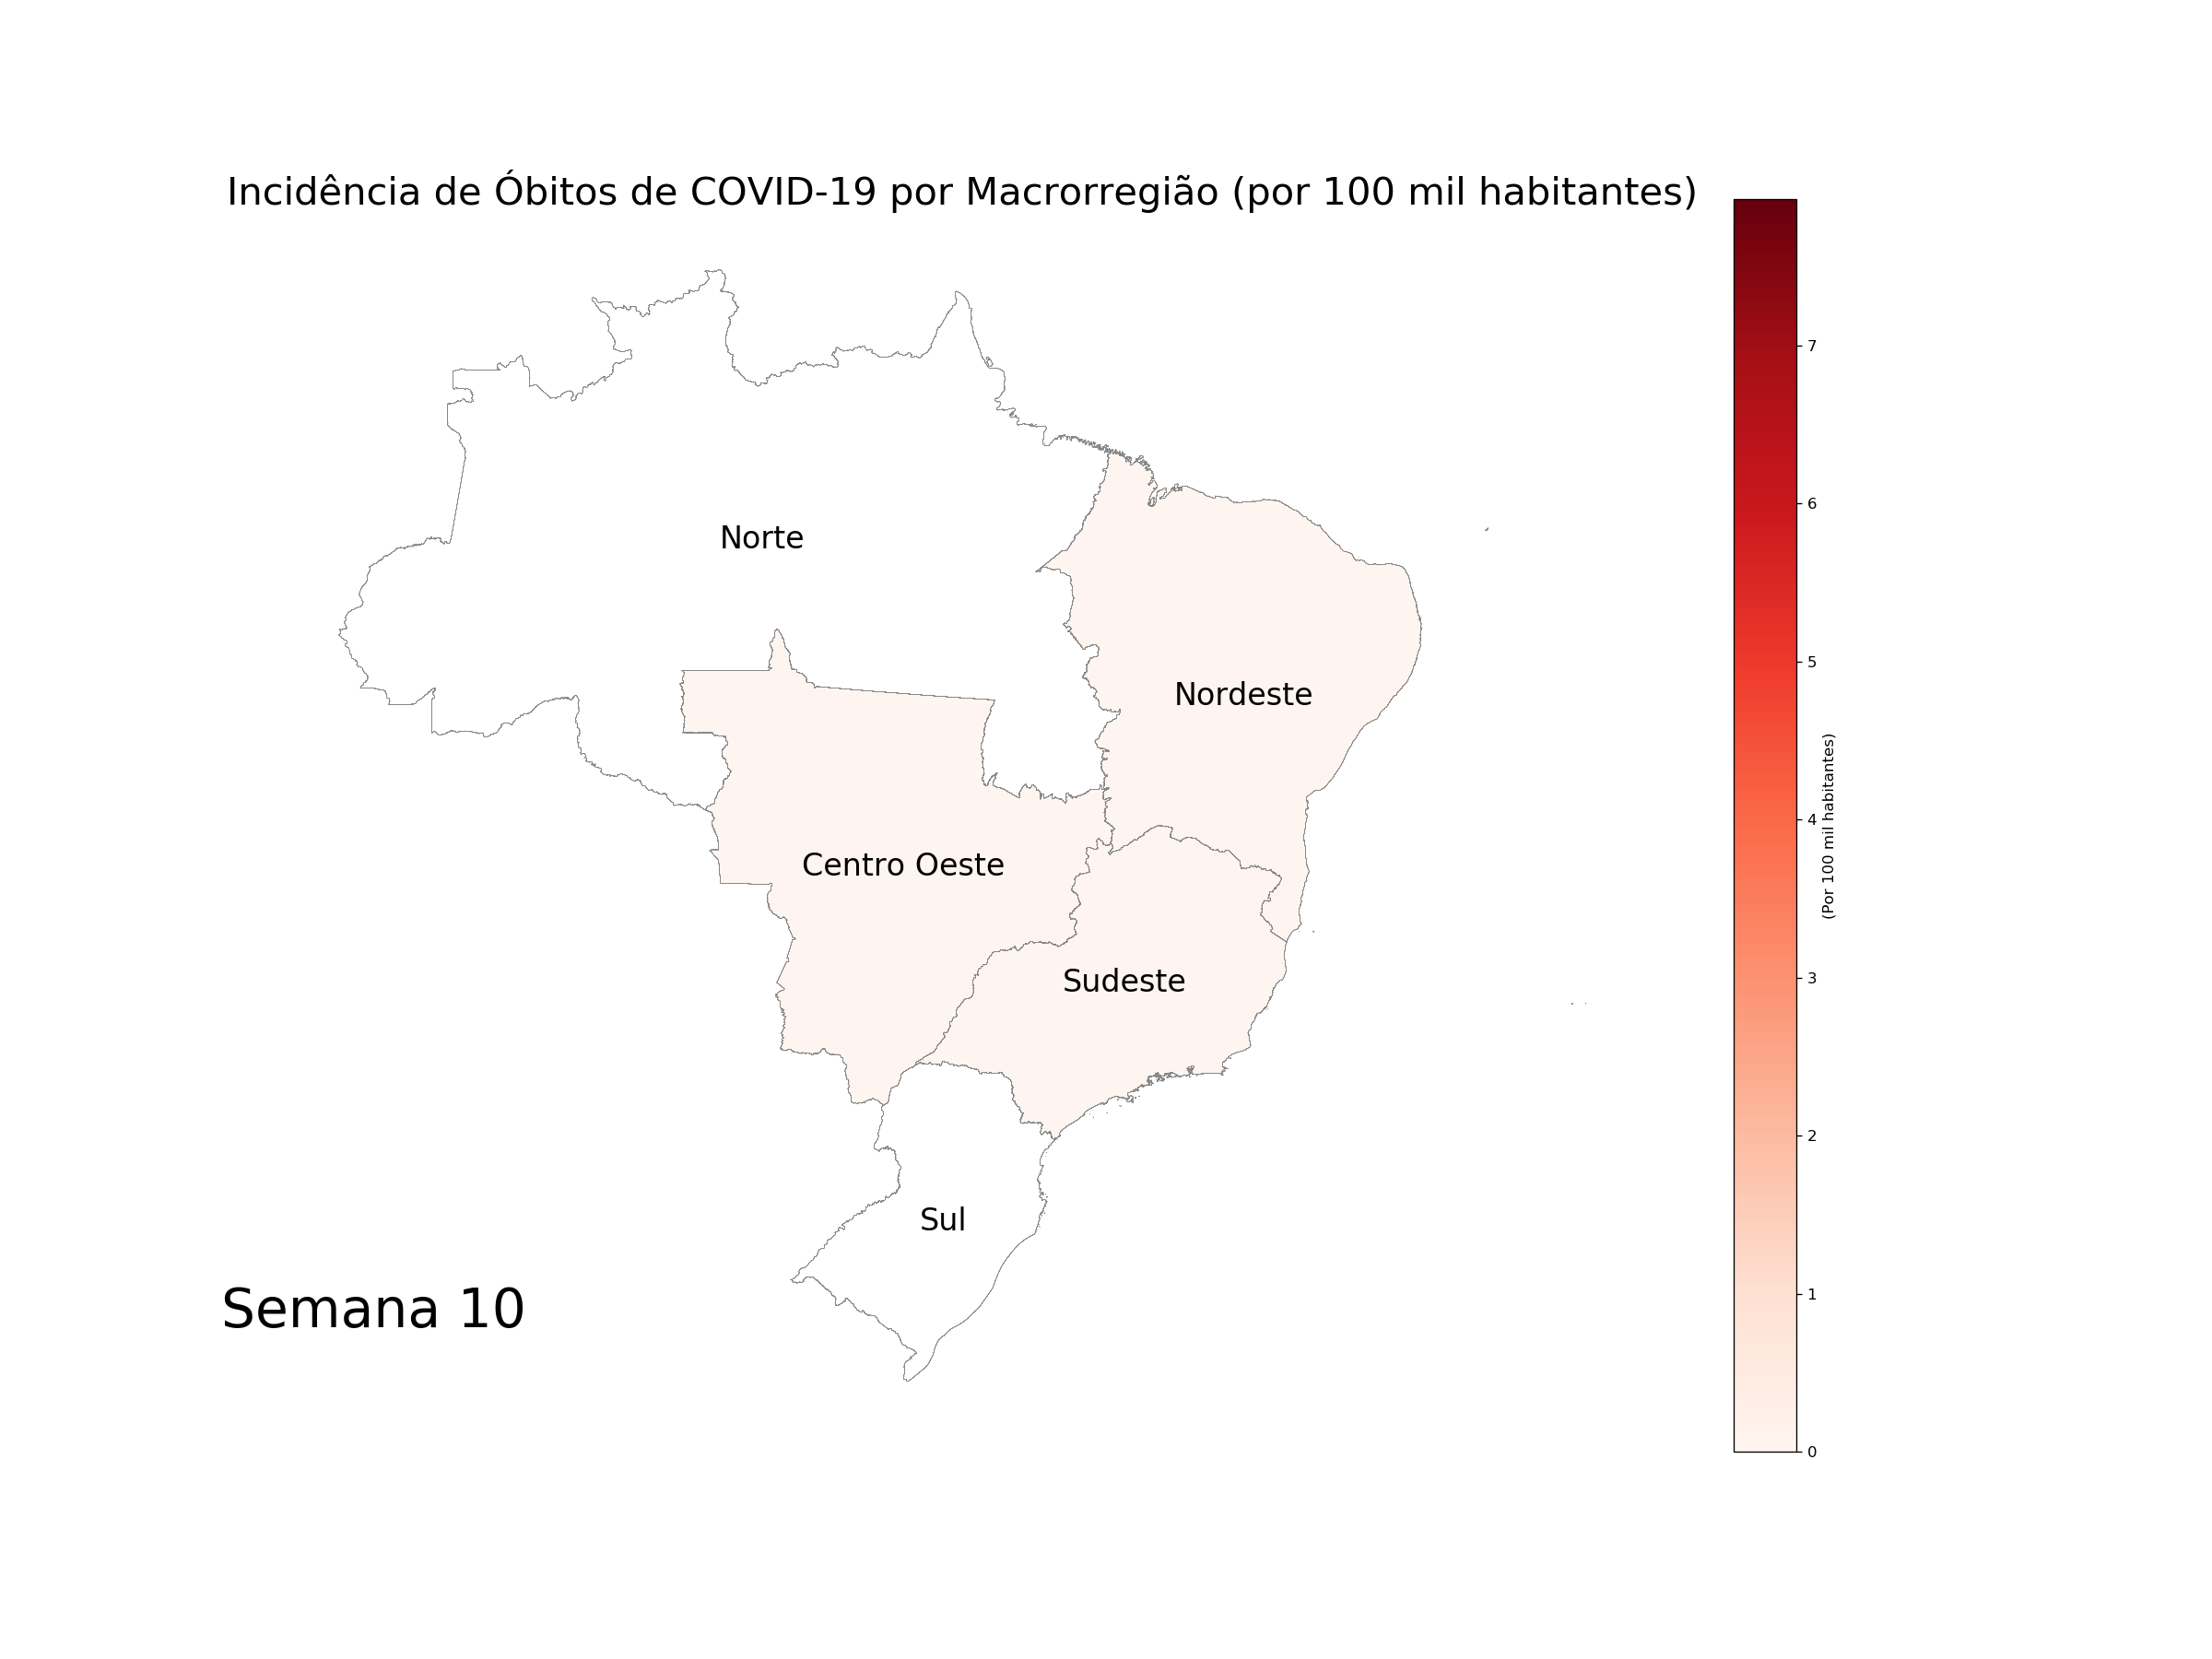 Incidência de Óbitos de COVID-19 por Macrorregião (por 100 mil habitantes)
Norte
Nordeste
Centro Oeste
Sudeste
Sul
Semana 10
7
6
5
4
3
2
1
0
(Por 100 mil habitantes)